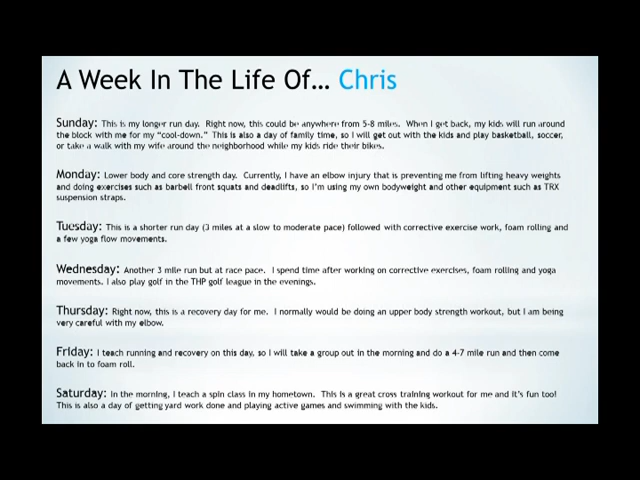 A Week In The Life Of… Chris
Sunday: This is my longer run day. Right now, this could be anywhere from 5-8 miles. When I get back, my kids will run around
the block with me for my “cool-down.” This is also a day of family time, so I will get out with the kids and play basketball, soccer,
or take a walk with my wife around the neighborhood while my kids ride their bikes.
Monday: Lower body and core strength day. Currently, I have an elbow injury that is preventing me from lifting heavy weights
and doing exercises such as barbell front squats and deadlifts, so I’m using my own bodyweight and other equipment such as TRX
suspension straps.
Tuesday: This is a shorter run day (3 miles at a slow to moderate pace) followed with corrective exercise work, foam rolling and
a few yoga flow movements.
Wednesday: Another 3 mile run but at race pace. I spend time after working on corrective exercises, foam rolling and yoga
movements. I also play golf in the THP golf league in the evenings.
Thursday: Right now, this is a recovery day for me. I normally would be doing an upper body strength workout, but I am being
very careful with my elbow.
Friday: I teach running and recovery on this day, so I will take a group out in the morning and do a 4-7 mile run and then come
back in to foam roll.
Saturday: In the morning, I teach a spin class in my hometown. This is a great cross training workout for me and it’s fun too!
This is also a day of getting yard work done and playing active games and swimming with the kids.